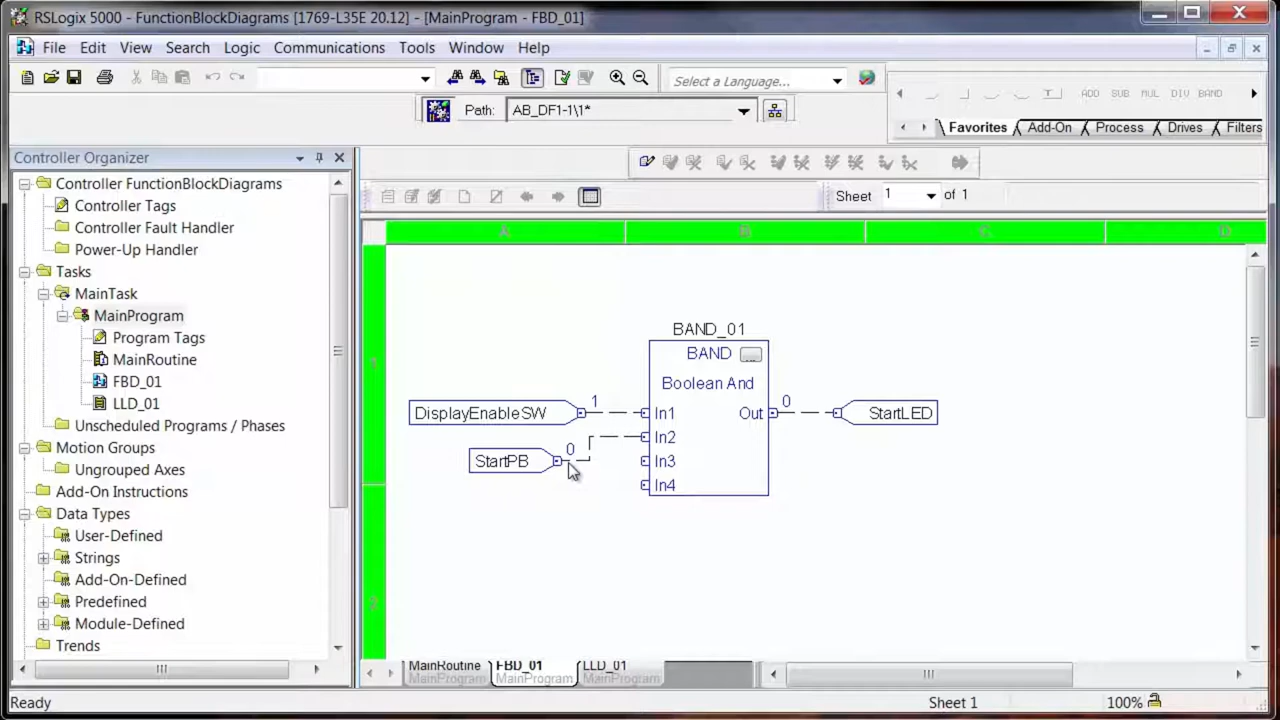 RSLogix 5000 - FunctionBlockDiagrams [1769-L35E 20.12] - [MainProgram - FBD_01]
File Edit View Search Logic Communications Tools Window Help
Select a Language...
ADD SUB MUL DIV BAND
Path: AB_DF1-1\1*
Favorites Add-On Process Drives Filters
Controller Organizer
Controller FunctionBlockDiagrams
Controller Tags
Controller Fault Handler
Power-Up Handler
Tasks
MainTask
MainProgram
Program Tags
MainRoutine
FBD_01
LLD_01
Unscheduled Programs / Phases
Motion Groups
Ungrouped Axes
Add-On Instructions
Data Types
User-Defined
Strings
Add-On-Defined
Predefined
Module-Defined
Trends
Sheet 1 of 1
A B C D
1
2
BAND_01
BAND ...
Boolean And
DisplayEnableSW 1 In1 Out 0 StartLED
In2
StartPB 0 In3
In4
MainRoutine FBD_01 LLD_01
MainProgram MainProgram MainProgram
Ready Sheet 1 100%